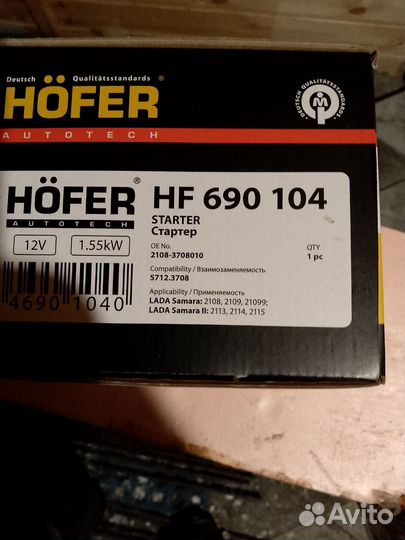 Deutsch Qualitätsstandards ®
HÖFER
AUTOTECH
DEUTSCH QUALITÄTSSTANDARDS
HÖFER ®
AUTOTECH
HF 690 104
STARTER
Стартер
12V
1.55kW
OE No.
2108-3708010
QTY
1 pc
Compatibility / Взаимозаменяемость
5712.3708
Applicability / Применяемость
LADA Samara: 2108, 2109, 21099;
LADA Samara II: 2113, 2114, 2115
4690 1040
Avito